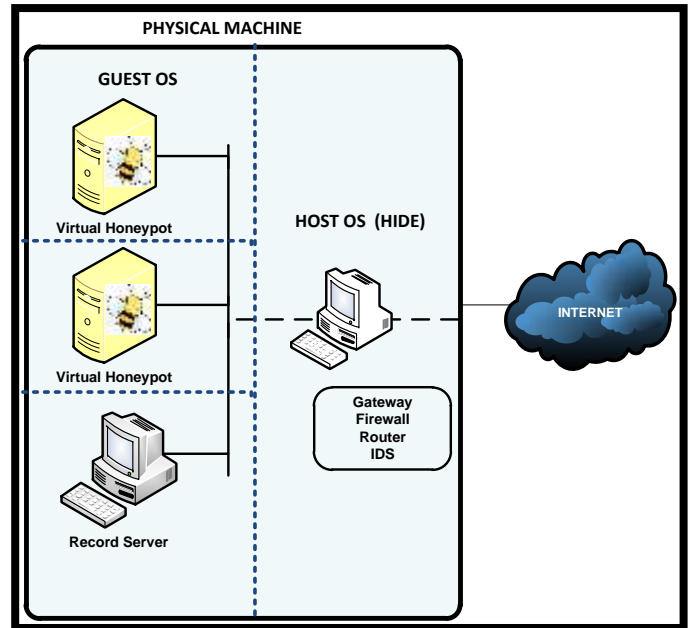 PHYSICAL MACHINE
GUEST OS
Virtual Honeypot
HOST OS (HIDE)
INTERNET
Virtual Honeypot
Gateway
Firewall
Router
IDS
Record Server